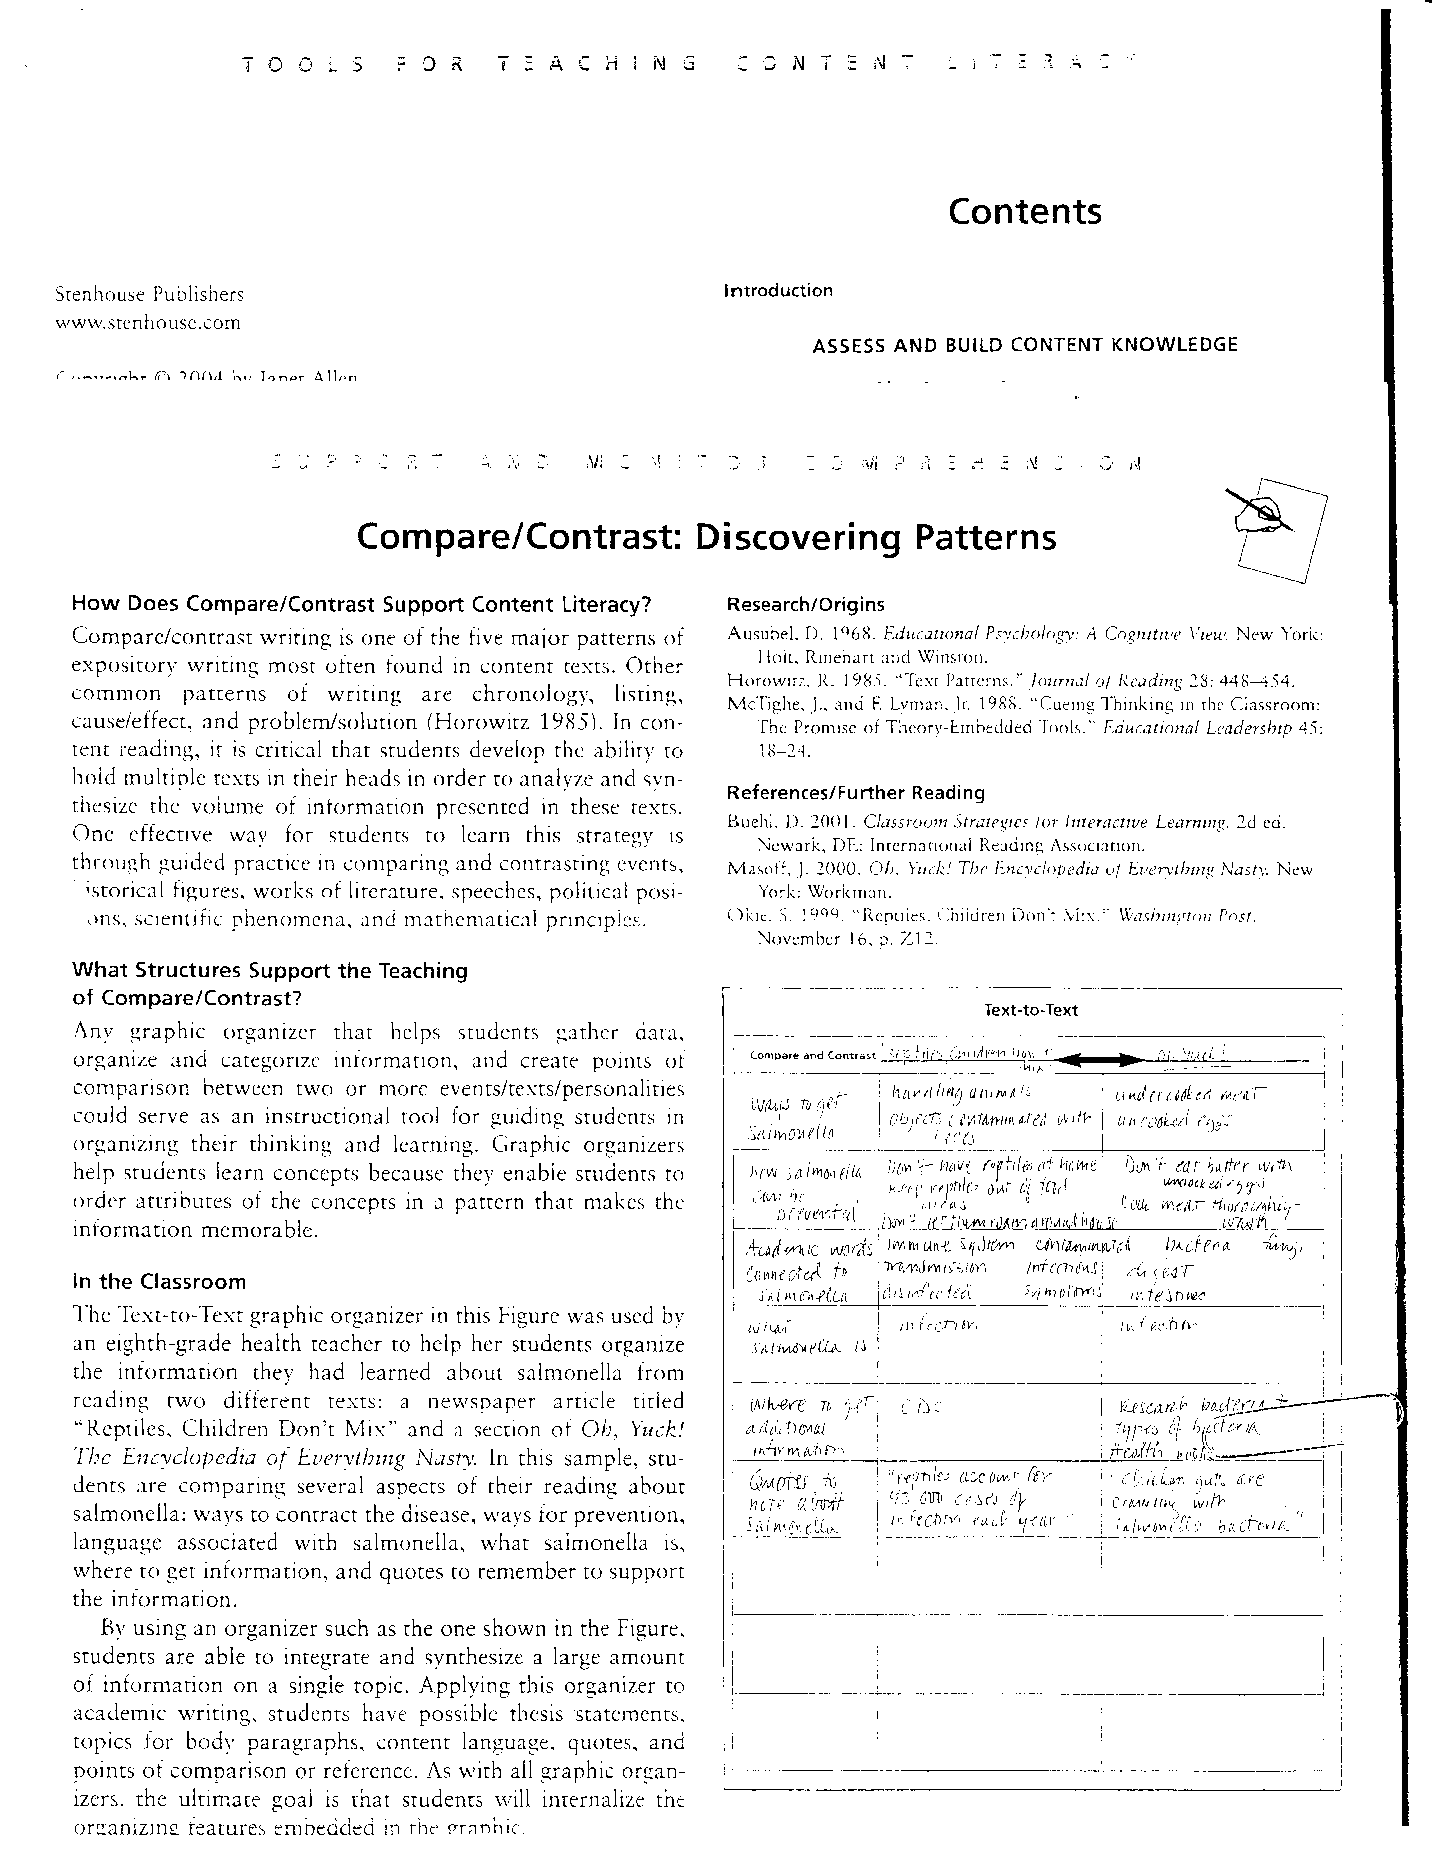 TOOLS FOR TEACHING CONTENT LITERACY
Contents
Stenhouse Publishers
www.stenhouse.com
Copyright © 2004 by Janet Allen
Introduction
ASSESS AND BUILD CONTENT KNOWLEDGE
SUPPORT AND MONITOR COMPREHENSION
Compare/Contrast: Discovering Patterns
How Does Compare/Contrast Support Content Literacy?
Compare/contrast writing is one of the five major patterns of
expository writing most often found in content texts. Other
common patterns of writing are chronology, listing,
cause/effect, and problem/solution (Horowitz 1985). In con-
tent reading, it is critical that students develop the ability to
hold multiple texts in their heads in order to analyze and syn-
thesize the volume of information presented in these texts.
One effective way for students to learn this strategy is
through guided practice in comparing and contrasting events,
istorical figures, works of literature, speeches, political posi-
ons, scientific phenomena, and mathematical principles.
What Structures Support the Teaching
of Compare/Contrast?
Any graphic organizer that helps students gather data,
organize and categorize information, and create points of
comparison between two or more events/texts/personalities
could serve as an instructional tool for guiding students in
organizing their thinking and learning. Graphic organizers
help students learn concepts because they enable students to
order attributes of the concepts in a pattern that makes the
information memorable.
In the Classroom
The Text-to-Text graphic organizer in this Figure was used by
an eighth-grade health teacher to help her students organize
the information they had learned about salmonella from
reading two different texts: a newspaper article titled
"Reptiles, Children Don't Mix" and a section of Oh, Yuck!
The Encyclopedia of Everything Nasty. In this sample, stu-
dents are comparing several aspects of their reading about
salmonella: ways to contract the disease, ways for prevention,
language associated with salmonella, what salmonella is,
where to get information, and quotes to remember to support
the information.
By using an organizer such as the one shown in the Figure,
students are able to integrate and synthesize a large amount
of information on a single topic. Applying this organizer to
academic writing, students have possible thesis statements,
topics for body paragraphs, content language, quotes, and
points of comparison or reference. As with all graphic organ-
izers, the ultimate goal is that students will internalize the
organizing features embedded in the graphic.
Research/Origins
Ausubel, D. 1968. Educational Psychology: A Cognitive View. New York:
Holt, Rinehart and Winston.
Horowitz, R. 1985. "Text Patterns." Journal of Reading 28: 448–454.
McTighe, J., and F. Lyman, Jr. 1988. "Cueing Thinking in the Classroom:
The Promise of Theory-Embedded Tools." Educational Leadership 45:
18–24.
References/Further Reading
Buehl, D. 2001. Classroom Strategies for Interactive Learning. 2d ed.
Newark, DE: International Reading Association.
Masoff, J. 2000. Oh, Yuck! The Encyclopedia of Everything Nasty. New
York: Workman.
Okie, S. 1999. "Reptiles, Children Don't Mix." Washington Post,
November 16, p. Z12.
Text-to-Text
Compare and Contrast Reptiles Children Don't Mix Oh Yuck!
Ways to get
Salmonella
handling animals
objects contaminated with
feces
undercooked meat
uncooked eggs
how salmonella
can be
prevented
Don't have reptiles at home
Keep reptiles out of food
areas
Don't let them roam around house
Don't eat batter with
uncooked eggs
Cook meat thoroughly
wash
Academic words
connected to
salmonella
Immune system contaminated bacteria fungi
transmission infections digest
disinfected symptoms intestines
what
salmonella is
infection
infection
Where to get
additional
information
CDC
Research bacteria +
types of bacteria
Health books
Quotes to
note about
Salmonella
"reptiles account for
93,000 cases of
infection each year"
"Chicken guts are
crawling with
salmonella bacteria"